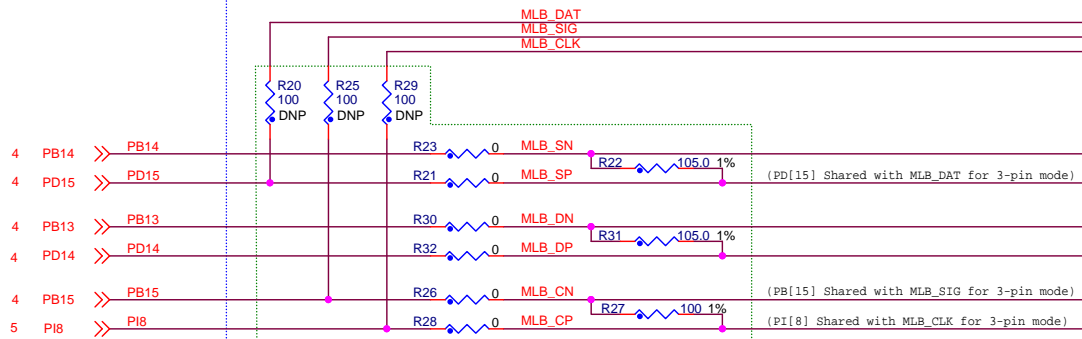 MLB_DAT
MLB_SIG
MLB_CLK
R20 R25 R29
100 100 100
DNP DNP DNP
4 PB14 PB14 R23 0 MLB_SN
R22 105.0 1%
4 PD15 PD15 R21 0 MLB_SP (PD[15] Shared with MLB_DAT for 3-pin mode)
4 PB13 PB13 R30 0 MLB_DN
R31 105.0 1%
4 PD14 PD14 R32 0 MLB_DP
4 PB15 PB15 R26 0 MLB_CN (PB[15] Shared with MLB_SIG for 3-pin mode)
R27 100 1%
5 PI8 PI8 R28 0 MLB_CP (PI[8] Shared with MLB_CLK for 3-pin mode)